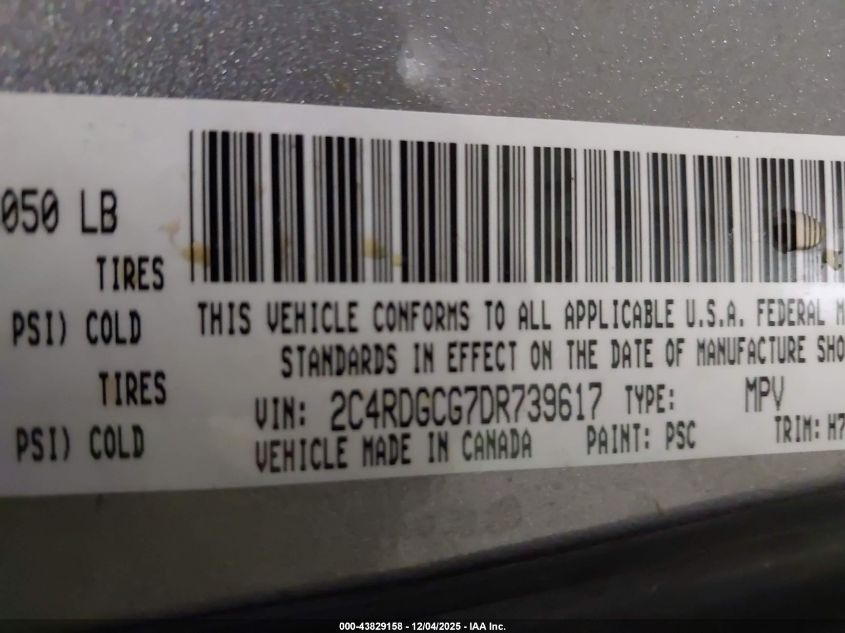 050 LB
TIRES
PSI) COLD
TIRES
PSI) COLD
THIS VEHICLE CONFORMS TO ALL APPLICABLE U.S.A. FEDERAL M
STANDARDS IN EFFECT ON THE DATE OF MANUFACTURE SHO
VIN: 2C4RDGCG7DR739617 TYPE: MPV
VEHICLE MADE IN CANADA PAINT: PSC TRIM: H7
000-43829158 - 12/04/2025 - IAA Inc.